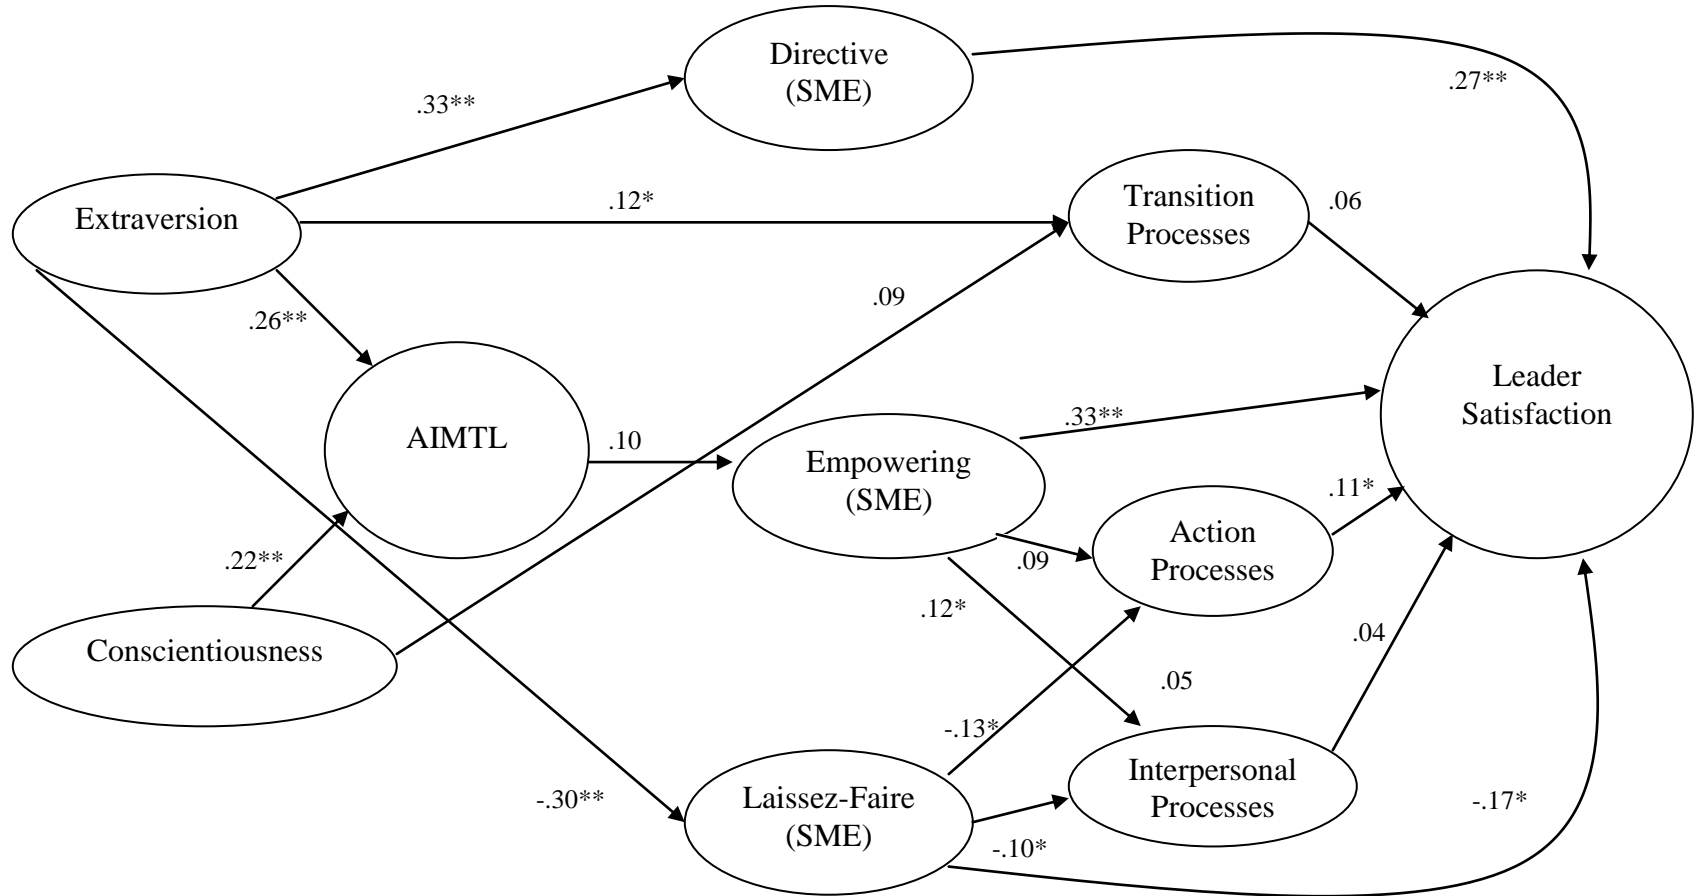 Directive
(SME)
.27**
.33**
Extraversion
.12*
Transition
Processes
.06
.09
.26**
Leader
Satisfaction
AIMTL
.10
.33**
Empowering
(SME)
.11*
Action
Processes
.09
.22**
.12*
.04
Conscientiousness
.05
-.13*
Interpersonal
Processes
-.30**
Laissez-Faire
(SME)
-.17*
-.10*